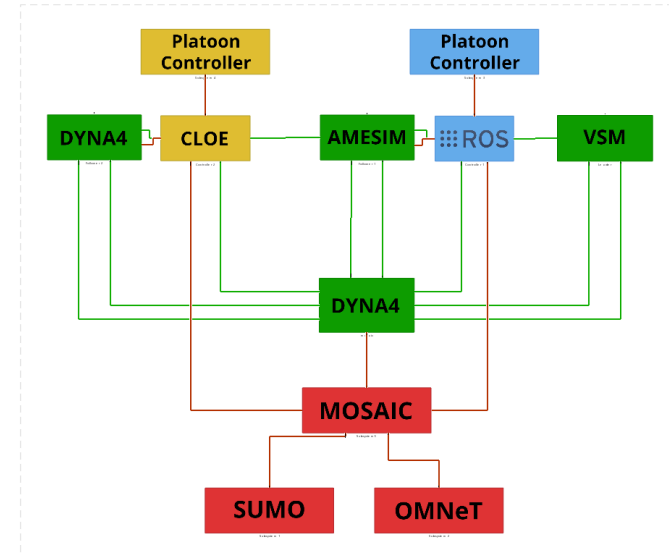 Platoon
Controller
Platoon
Controller
DYNA4
CLOE
AMESIM
ROS
VSM
DYNA4
MOSAIC
SUMO
OMNeT